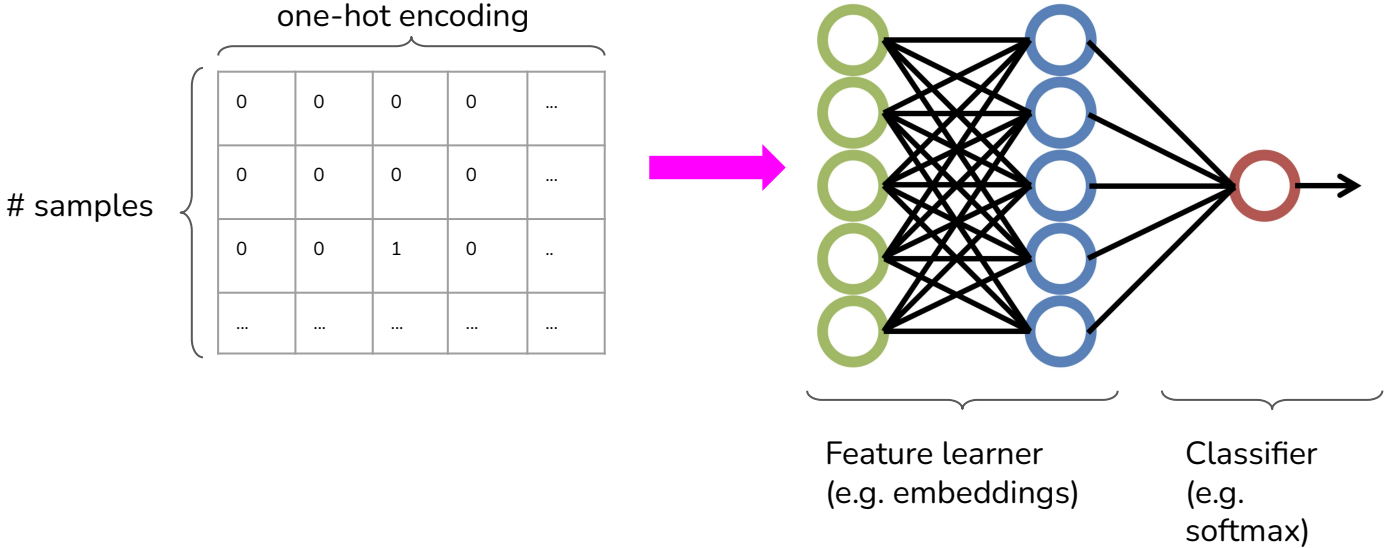 one-hot encoding
# samples
0 0 0 0 ...
0 0 0 0 ...
0 0 1 0 ..
... ... ... ... ...
Feature learner
(e.g. embeddings)
Classifier
(e.g.
softmax)